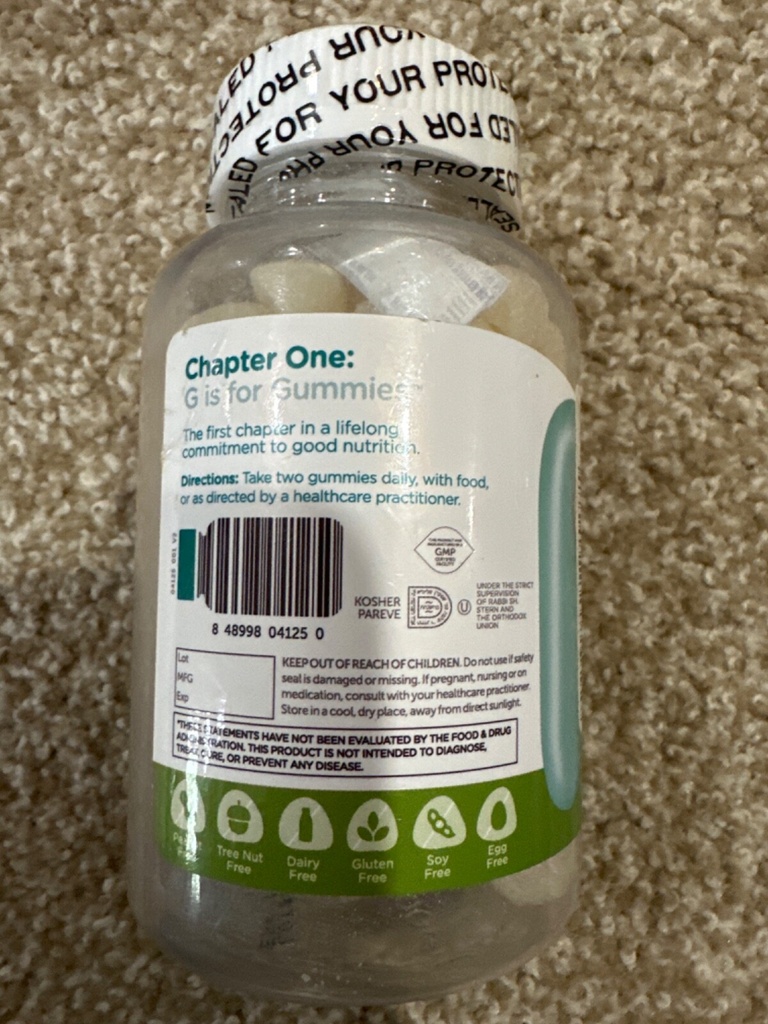 SEALED FOR YOUR PROTECT
Chapter One:
G is for Gummies
The first chapter in a lifelong
commitment to good nutrition.
Directions: Take two gummies daily, with food,
or as directed by a healthcare practitioner.
GMP
KOSHER
PAREVE
D
U
UNDER THE STRICT
SUPERVISION
OF RABBI SH.
STERN AND
THE ORTHODOX
UNION
04125 001 V3
8 48998 04125 0
Lot
MFG
Exp
KEEP OUT OF REACH OF CHILDREN. Do not use if safety
seal is damaged or missing. If pregnant, nursing or on
medication, consult with your healthcare practitioner.
Store in a cool, dry place, away from direct sunlight.
*THESE STATEMENTS HAVE NOT BEEN EVALUATED BY THE FOOD & DRUG
ADMINISTRATION. THIS PRODUCT IS NOT INTENDED TO DIAGNOSE,
TREAT, CURE, OR PREVENT ANY DISEASE.
Peanut
Free
Tree Nut
Free
Dairy
Free
Gluten
Free
Soy
Free
Egg
Free